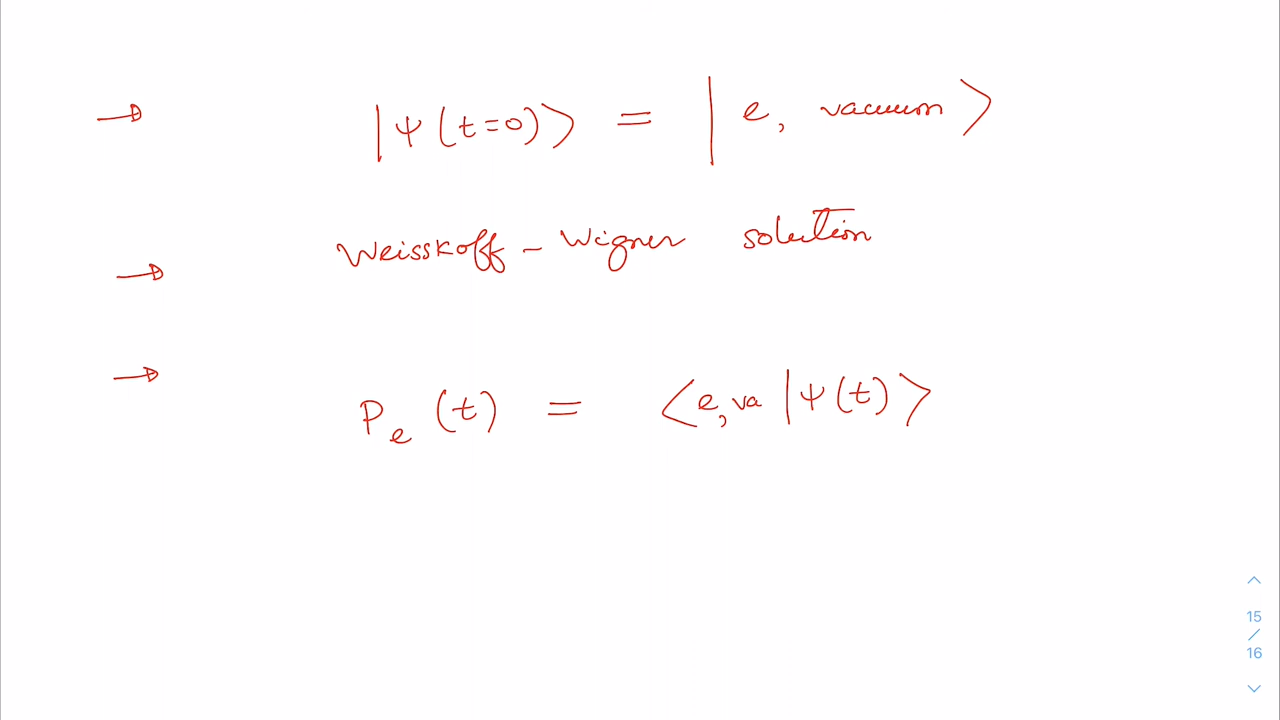 → |ψ(t=0)⟩ = |e, vacuum⟩
→ Weisskoff - Wigner solution
→ P_e (t) = ⟨e, va|ψ(t)⟩
15
/
16